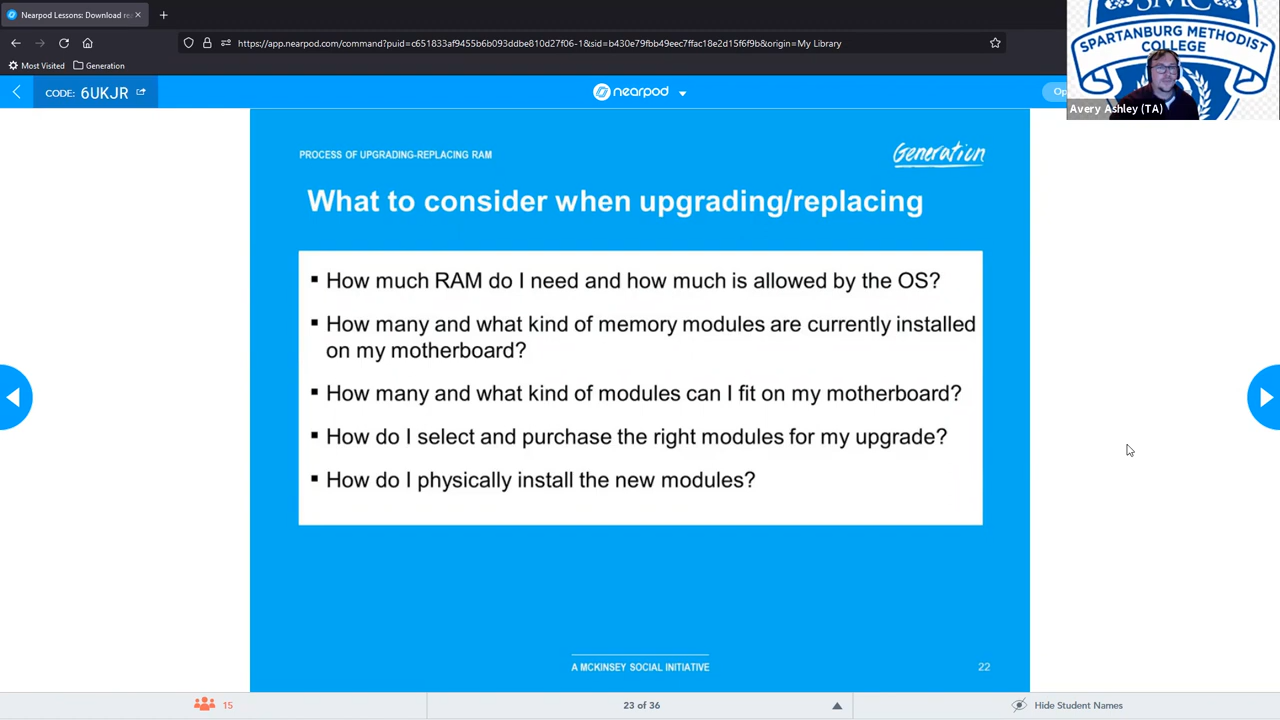 Nearpod Lessons: Download re
https://app.nearpod.com/command?puid=c651833af9455b6b093ddbe810d27f06-1&sid=b430e79fbb49eec7ffac18e2d15f6f9b&origin=My Library
Most Visited
Generation
SMC
SPARTANBURG METHODIST
COLLEGE
Avery Ashley (TA)
CODE: 6UKJR
nearpod
Op
PROCESS OF UPGRADING-REPLACING RAM
Generation
What to consider when upgrading/replacing
▪ How much RAM do I need and how much is allowed by the OS?
▪ How many and what kind of memory modules are currently installed
on my motherboard?
▪ How many and what kind of modules can I fit on my motherboard?
▪ How do I select and purchase the right modules for my upgrade?
▪ How do I physically install the new modules?
A MCKINSEY SOCIAL INITIATIVE
22
15
23 of 36
Hide Student Names